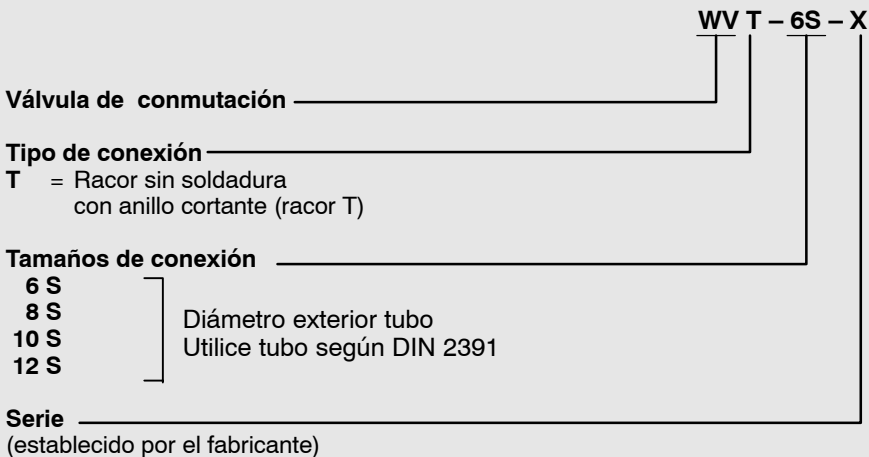 WV T – 6S – X
Válvula de conmutación
Tipo de conexión
T = Racor sin soldadura
con anillo cortante (racor T)
Tamaños de conexión
6 S
8 S
10 S
12 S
Diámetro exterior tubo
Utilice tubo según DIN 2391
Serie
(establecido por el fabricante)